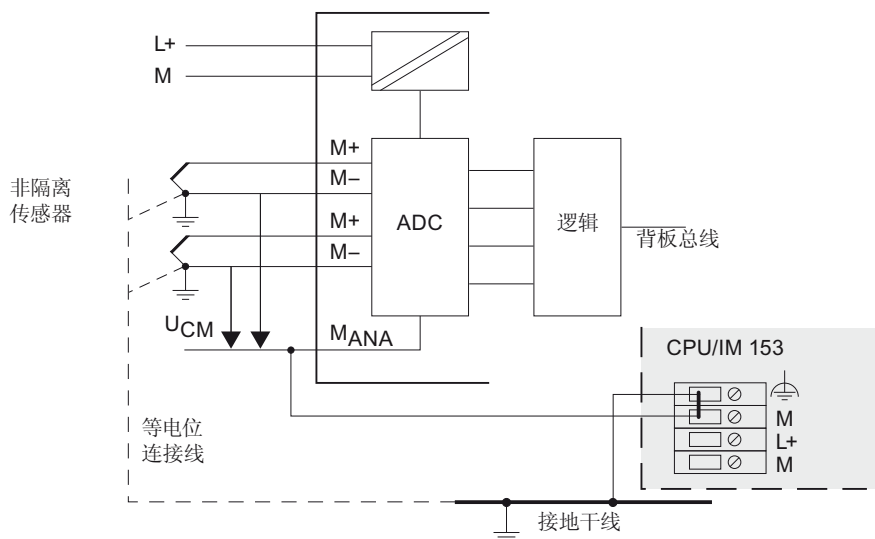 L+
M
非隔离
传感器
M+
M–
M+
M–
ADC
逻辑
背板总线
UCM
MANA
CPU/IM 153
M
L+
M
等电位
连接线
接地干线